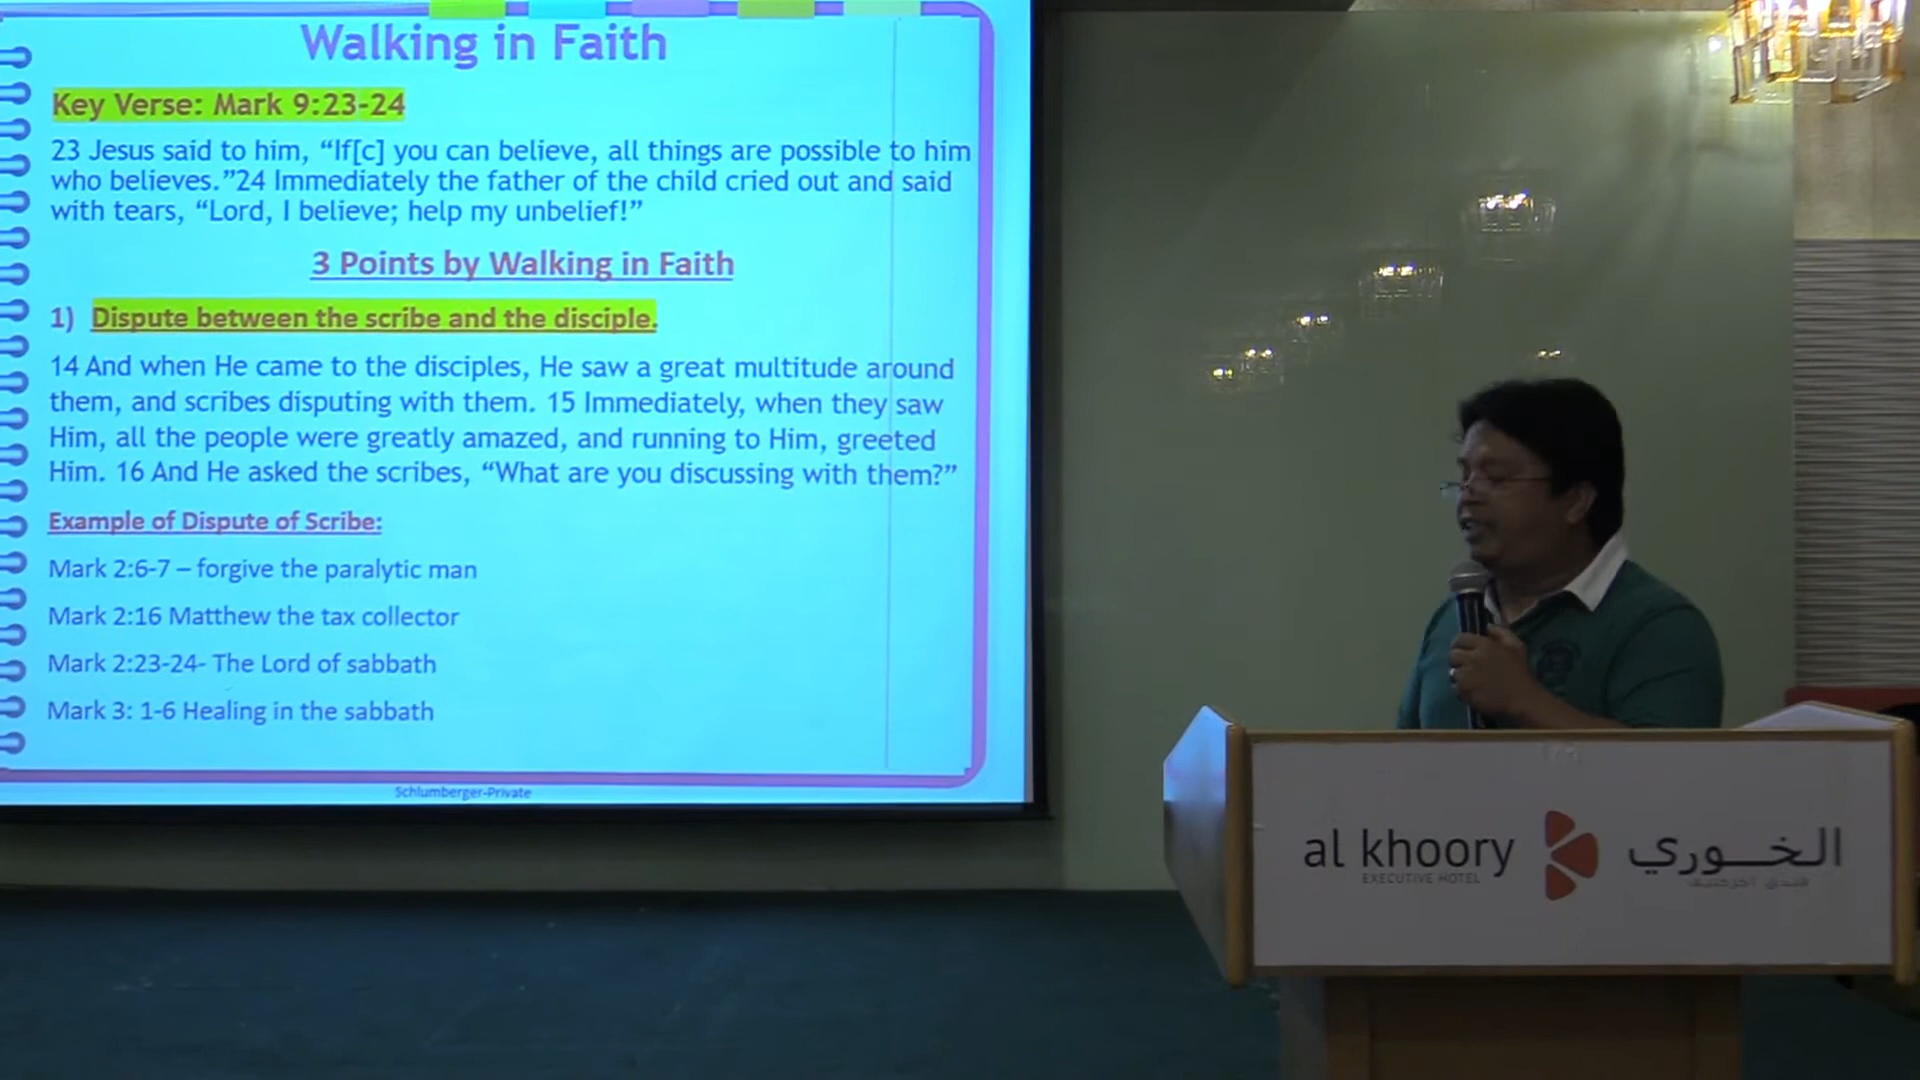 Walking in Faith
Key Verse: Mark 9:23-24
23 Jesus said to him, “If[c] you can believe, all things are possible to him
who believes.”24 Immediately the father of the child cried out and said
with tears, “Lord, I believe; help my unbelief!”
3 Points by Walking in Faith
1) Dispute between the scribe and the disciple.
14 And when He came to the disciples, He saw a great multitude around
them, and scribes disputing with them. 15 Immediately, when they saw
Him, all the people were greatly amazed, and running to Him, greeted
Him. 16 And He asked the scribes, “What are you discussing with them?”
Example of Dispute of Scribe:
Mark 2:6-7 – forgive the paralytic man
Mark 2:16 Matthew the tax collector
Mark 2:23-24- The Lord of sabbath
Mark 3: 1-6 Healing in the sabbath
Schlumberger-Private
al khoory
EXECUTIVE HOTEL
الخـوري